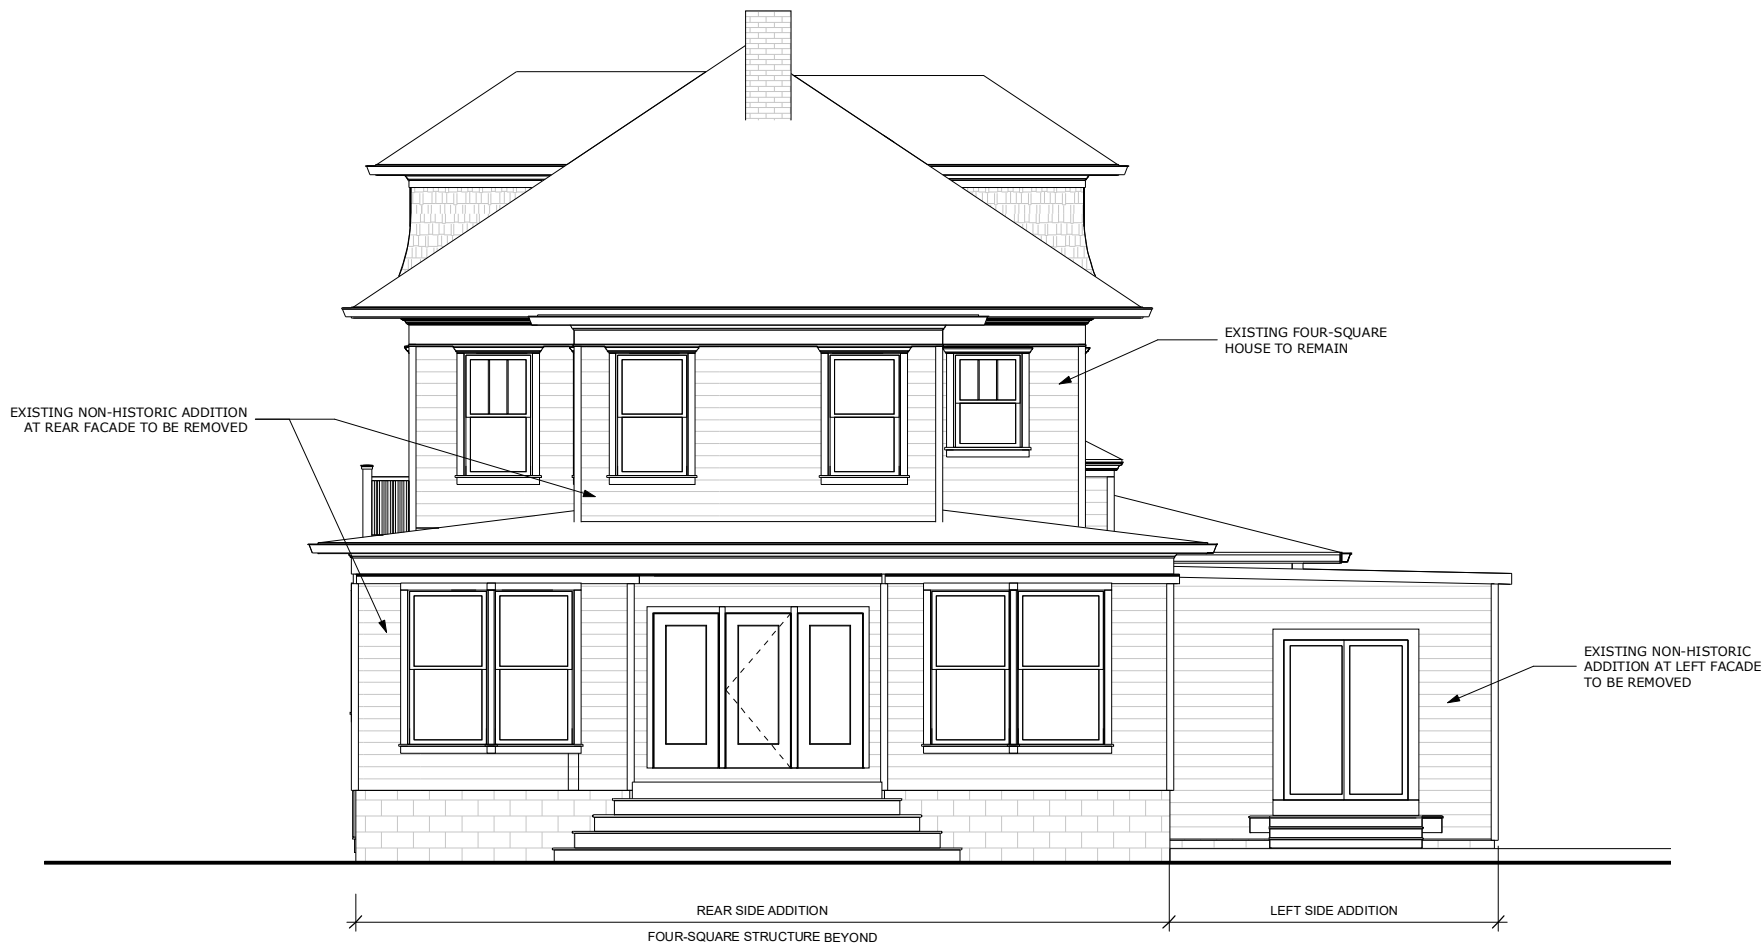 EXISTING FOUR-SQUARE
HOUSE TO REMAIN
EXISTING NON-HISTORIC ADDITION
AT REAR FACADE TO BE REMOVED
EXISTING NON-HISTORIC
ADDITION AT LEFT FACADE
TO BE REMOVED
REAR SIDE ADDITION
LEFT SIDE ADDITION
FOUR-SQUARE STRUCTURE BEYOND